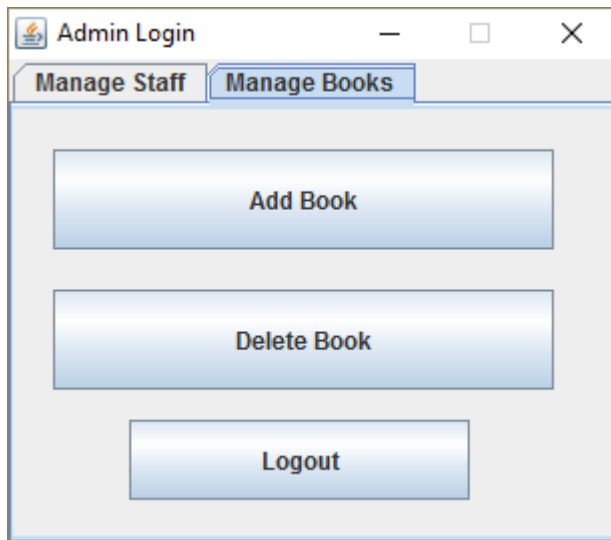 Admin Login
Manage Staff Manage Books
Add Book
Delete Book
Logout